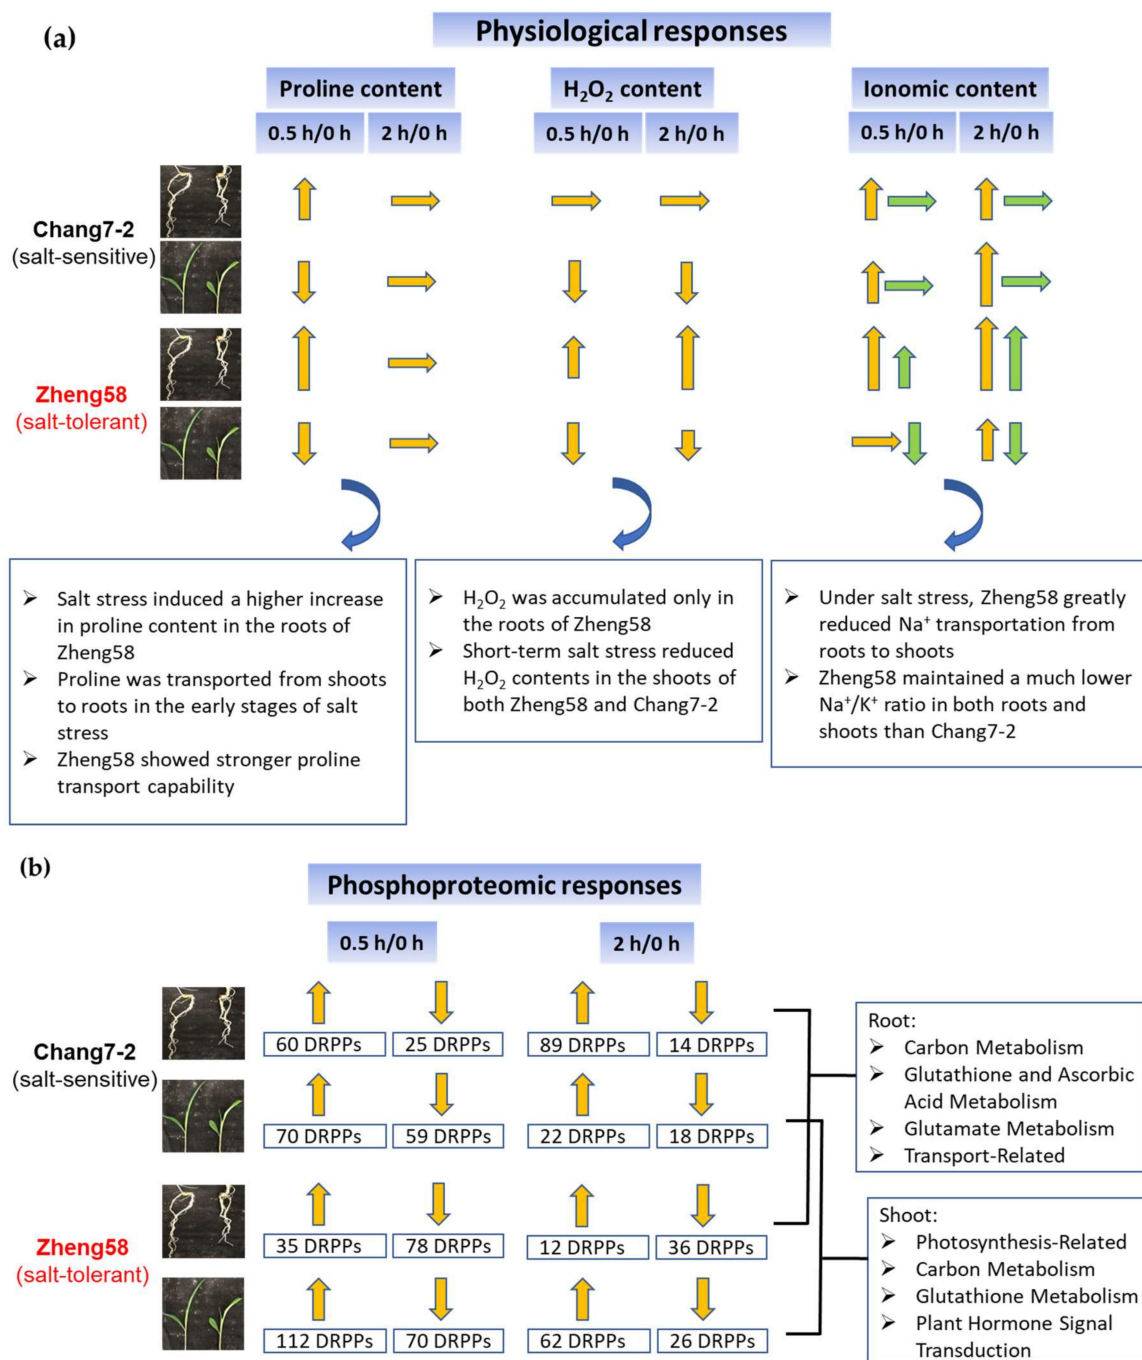 (a)
Physiological responses
Proline content
H₂O₂ content
Ionomic content
0.5 h/0 h
2 h/0 h
0.5 h/0 h
2 h/0 h
0.5 h/0 h
2 h/0 h
Chang7-2
(salt-sensitive)
Zheng58
(salt-tolerant)
➢ Salt stress induced a higher increase
in proline content in the roots of
Zheng58
➢ Proline was transported from shoots
to roots in the early stages of salt
stress
➢ Zheng58 showed stronger proline
transport capability
➢ H₂O₂ was accumulated only in
the roots of Zheng58
➢ Short-term salt stress reduced
H₂O₂ contents in the shoots of
both Zheng58 and Chang7-2
➢ Under salt stress, Zheng58 greatly
reduced Na⁺ transportation from
roots to shoots
➢ Zheng58 maintained a much lower
Na⁺/K⁺ ratio in both roots and
shoots than Chang7-2
(b)
Phosphoproteomic responses
0.5 h/0 h
2 h/0 h
Chang7-2
(salt-sensitive)
60 DRPPs
25 DRPPs
89 DRPPs
14 DRPPs
70 DRPPs
59 DRPPs
22 DRPPs
18 DRPPs
Zheng58
(salt-tolerant)
35 DRPPs
78 DRPPs
12 DRPPs
36 DRPPs
112 DRPPs
70 DRPPs
62 DRPPs
26 DRPPs
Root:
➢ Carbon Metabolism
➢ Glutathione and Ascorbic
Acid Metabolism
➢ Glutamate Metabolism
➢ Transport-Related
Shoot:
➢ Photosynthesis-Related
➢ Carbon Metabolism
➢ Glutathione Metabolism
➢ Plant Hormone Signal
Transduction